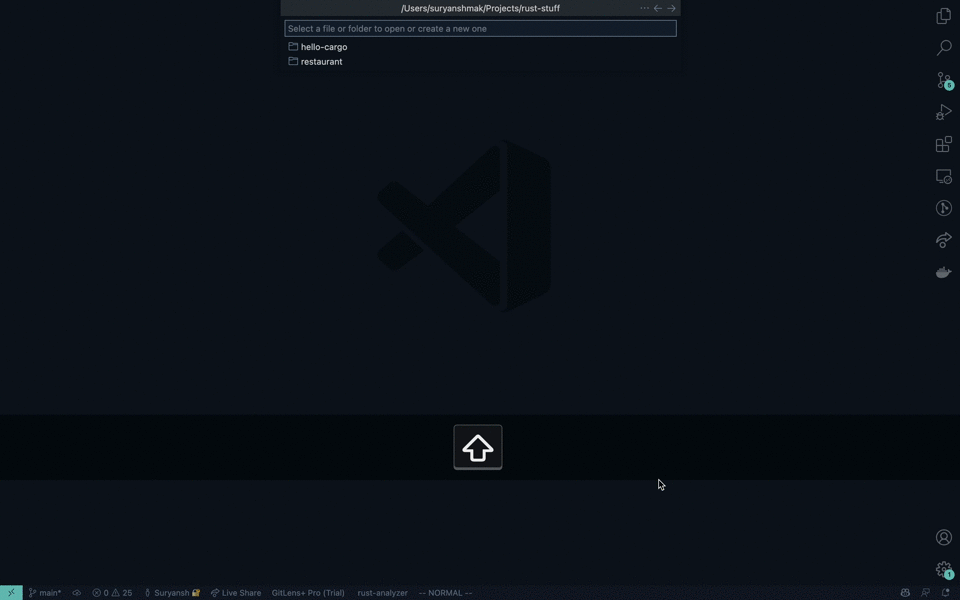 /Users/suryanshmak/Projects/rust-stuff
Select a file or folder to open or create a new one
hello-cargo
restaurant
5
1
main* 0 25 Suryansh 🔐 Live Share GitLens+ Pro (Trial) rust-analyzer -- NORMAL --